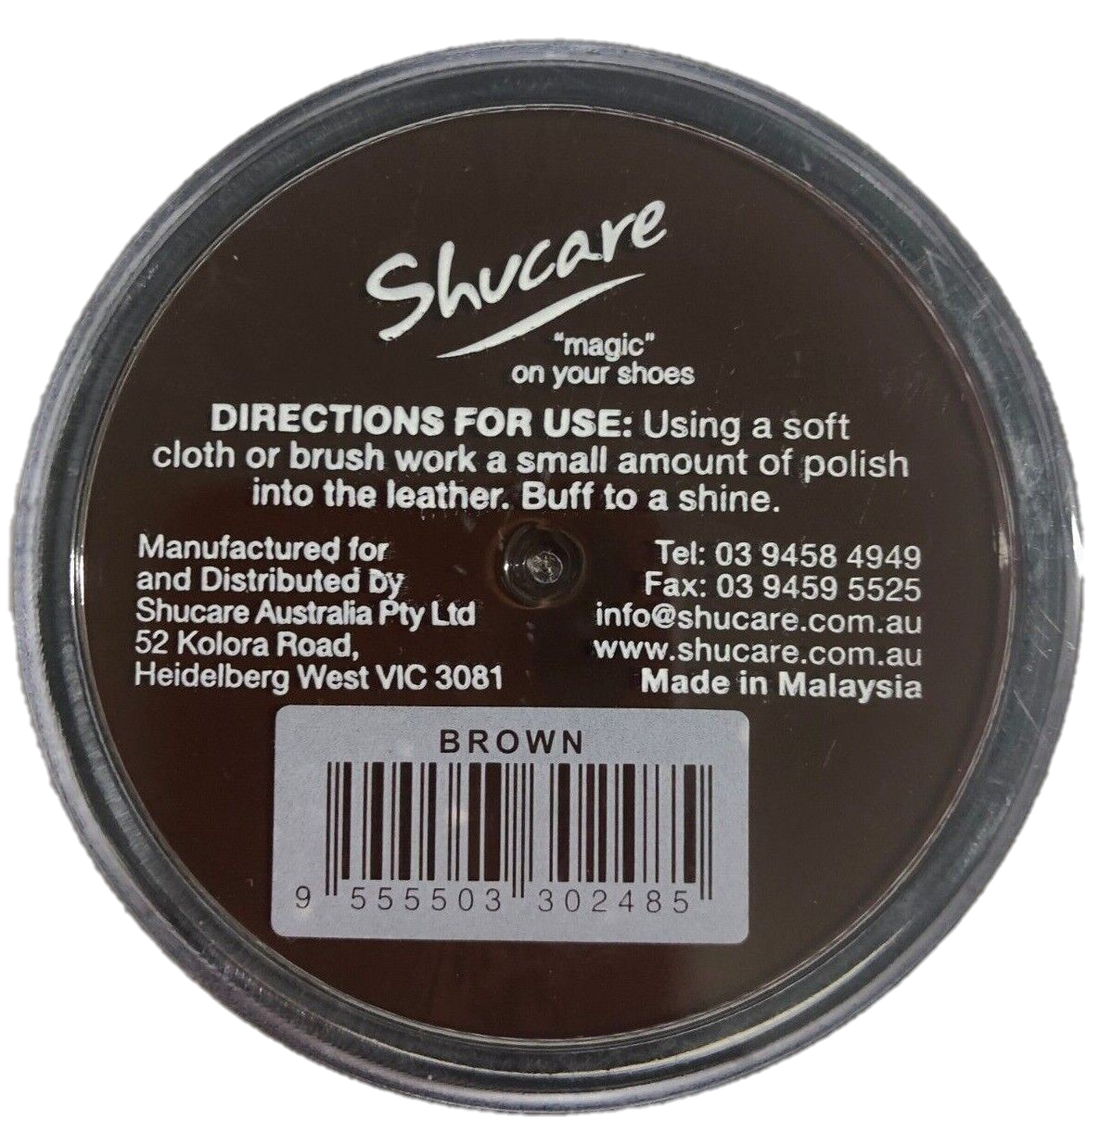 Shucare
"magic"
on your shoes
DIRECTIONS FOR USE: Using a soft
cloth or brush work a small amount of polish
into the leather. Buff to a shine.
Manufactured for
and Distributed by
Shucare Australia Pty Ltd
52 Kolora Road,
Heidelberg West VIC 3081
Tel: 03 9458 4949
Fax: 03 9459 5525
info@shucare.com.au
www.shucare.com.au
Made in Malaysia
BROWN
9 555503 302485